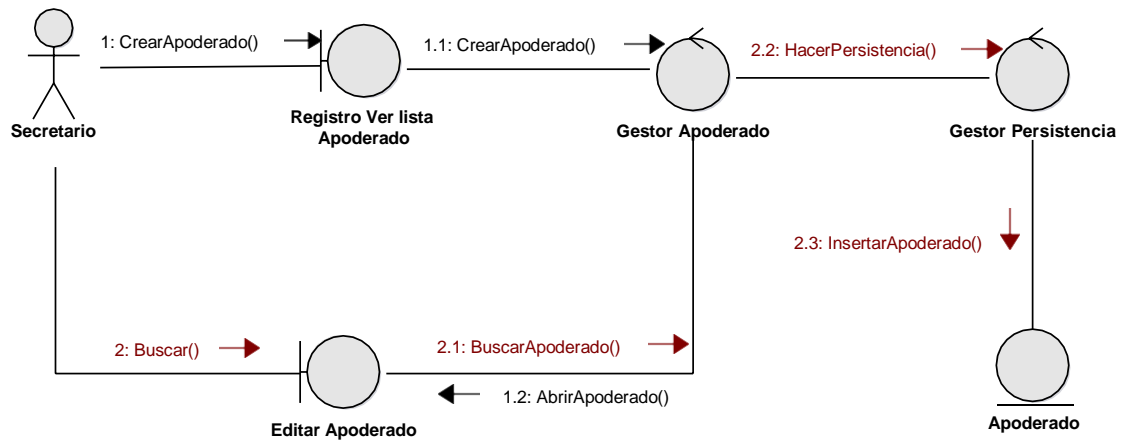 1: CrearApoderado()
1.1: CrearApoderado()
2.2: HacerPersistencia()
Secretario
Registro Ver lista
Apoderado
Gestor Apoderado
Gestor Persistencia
2.3: InsertarApoderado()
2: Buscar()
2.1: BuscarApoderado()
1.2: AbrirApoderado()
Editar Apoderado
Apoderado